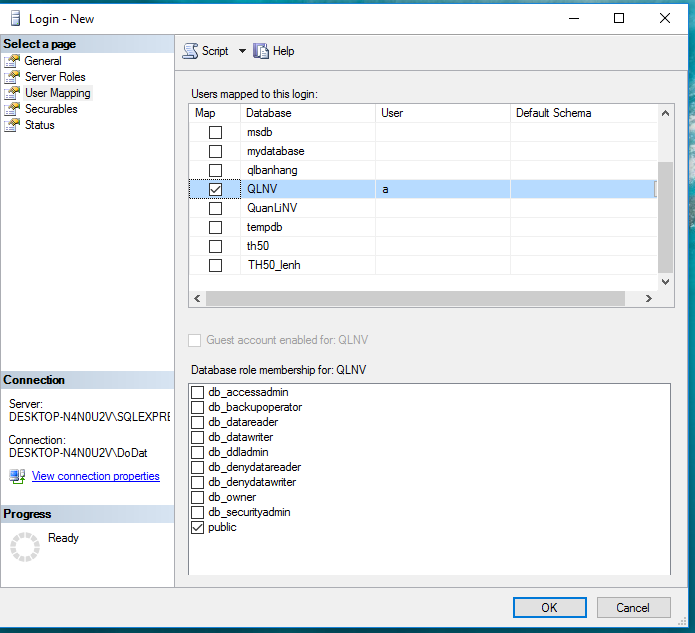 Login - New
Select a page
General
Server Roles
User Mapping
Securables
Status
Script Help
Users mapped to this login:
Map Database User Default Schema
msdb
mydatabase
qlbanhang
QLNV a
QuanLiNV
tempdb
th50
TH50_lenh
Guest account enabled for: QLNV
Database role membership for: QLNV
db_accessadmin
db_backupoperator
db_datareader
db_datawriter
db_ddladmin
db_denydatareader
db_denydatawriter
db_owner
db_securityadmin
public
Connection
Server:
DESKTOP-N4N0U2V\SQLEXPRE
Connection:
DESKTOP-N4N0U2V\DoDat
View connection properties
Progress
Ready
OK Cancel